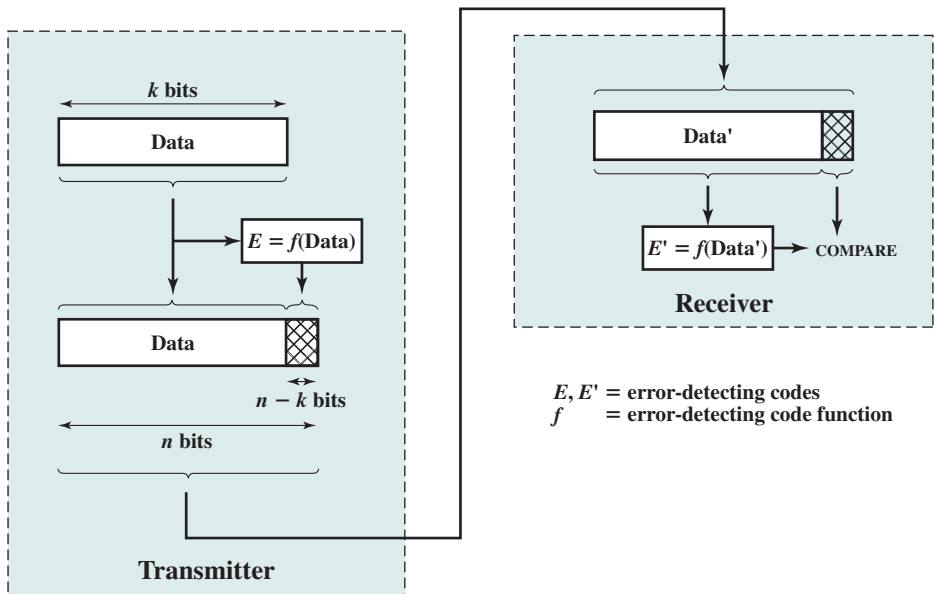 k bits
Data
E = f(Data)
Data
n − k bits
n bits
Transmitter
Data'
E' = f(Data')
COMPARE
Receiver
E, E' = error-detecting codes
f = error-detecting code function